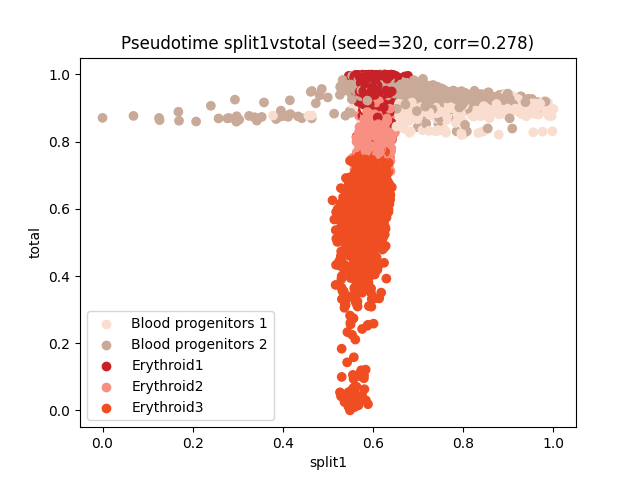 Pseudotime split1vstotal (seed=320, corr=0.278)
1.0
0.8
0.6
0.4
0.2
0.0
total
Blood progenitors 1
Blood progenitors 2
Erythroid1
Erythroid2
Erythroid3
0.0 0.2 0.4 0.6 0.8 1.0
split1